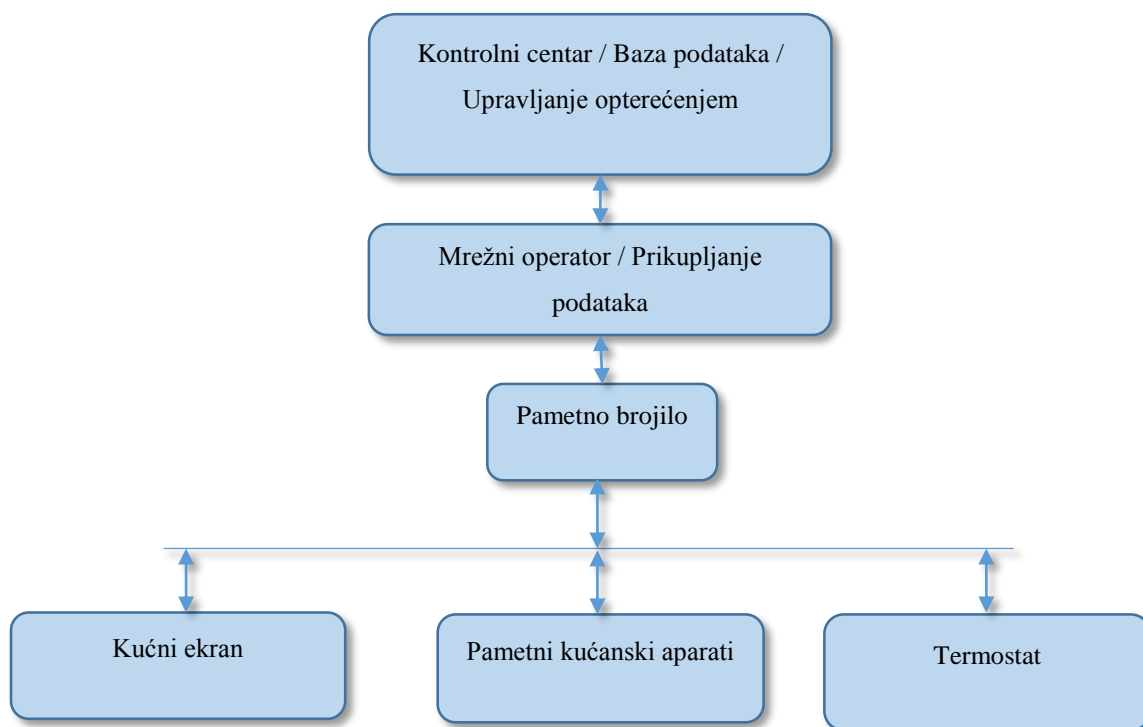 Kontrolni centar / Baza podataka /
Upravljanje opterećenjem
Mrežni operator / Prikupljanje
podataka
Pametno brojilo
Kućni ekran
Pametni kućanski aparati
Termostat